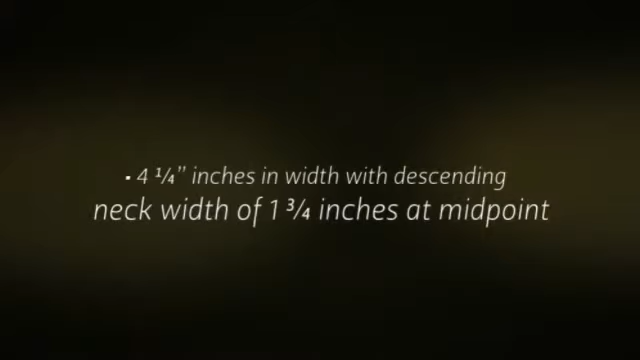 ▪ 4 ¼” inches in width with descending
neck width of 1 ¾ inches at midpoint